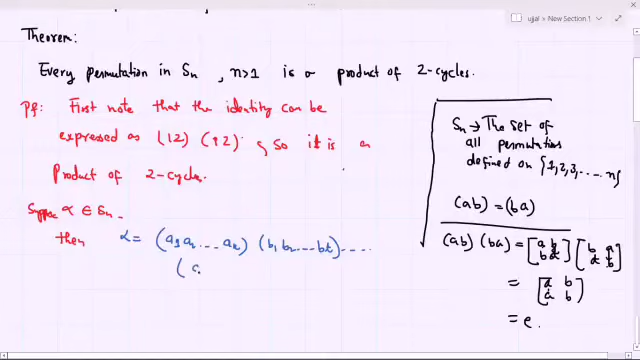 ujjal > New Section 1
Theorem:
Every permutation in Sn, n>1 is a product of 2-cycles.
Pf: First note that the identity can be
expressed as (12) (12), so it is a
product of 2-cycles.
Suppose α ∈ Sn.
then α = (a1 a2 .... ak) (b1 b2 .... bt) ....
(c
Sn → The set of
all permutations
defined on {1,2,3,.....n}
(ab) = (ba)
(ab) (ba) = [a b
b a] [b a
a b]
= [a b
a b]
= e.